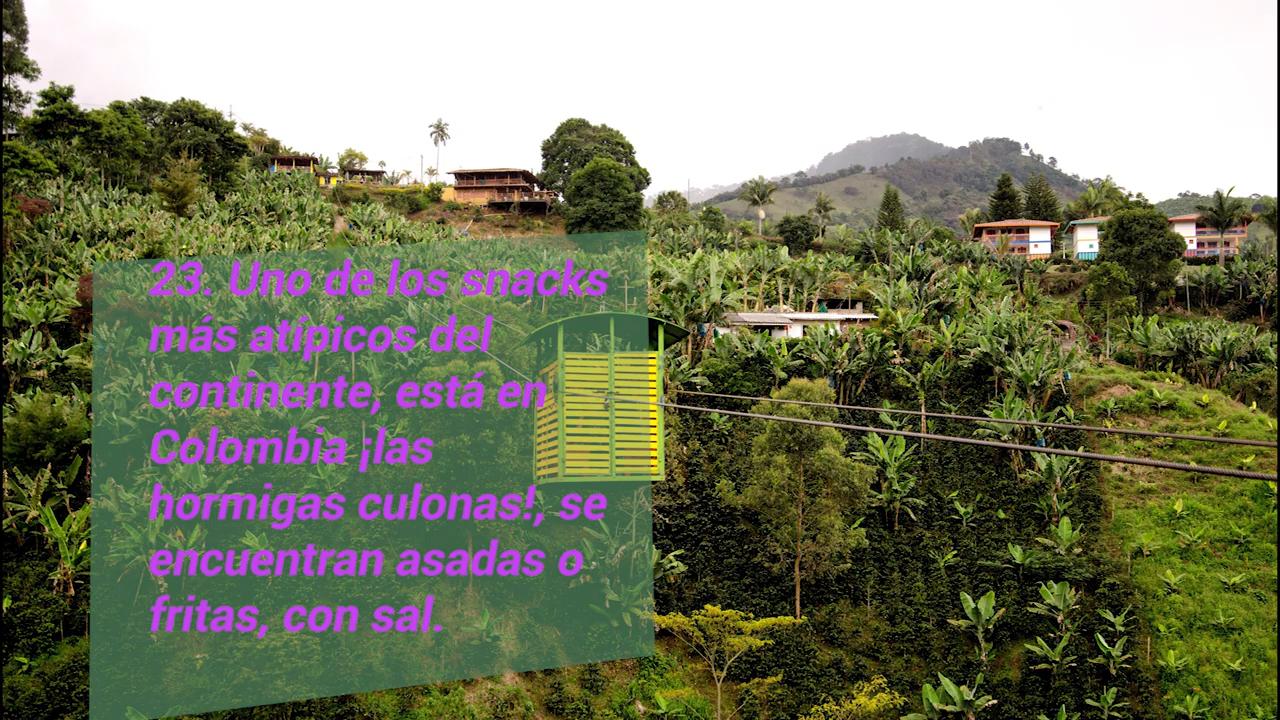 23. Uno de los snacks
más atípicos del
continente, está en
Colombia ¡las
hormigas culonas!, se
encuentran asadas o
fritas, con sal.